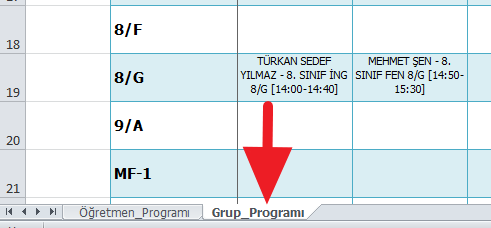 18
8/F
19
8/G
TÜRKAN SEDEF
YILMAZ - 8. SINIF İNG
8/G [14:00-14:40]
MEHMET ŞEN - 8.
SINIF FEN 8/G [14:50-
15:30]
20
9/A
21
MF-1
Öğretmen_Programı
Grup_Programı